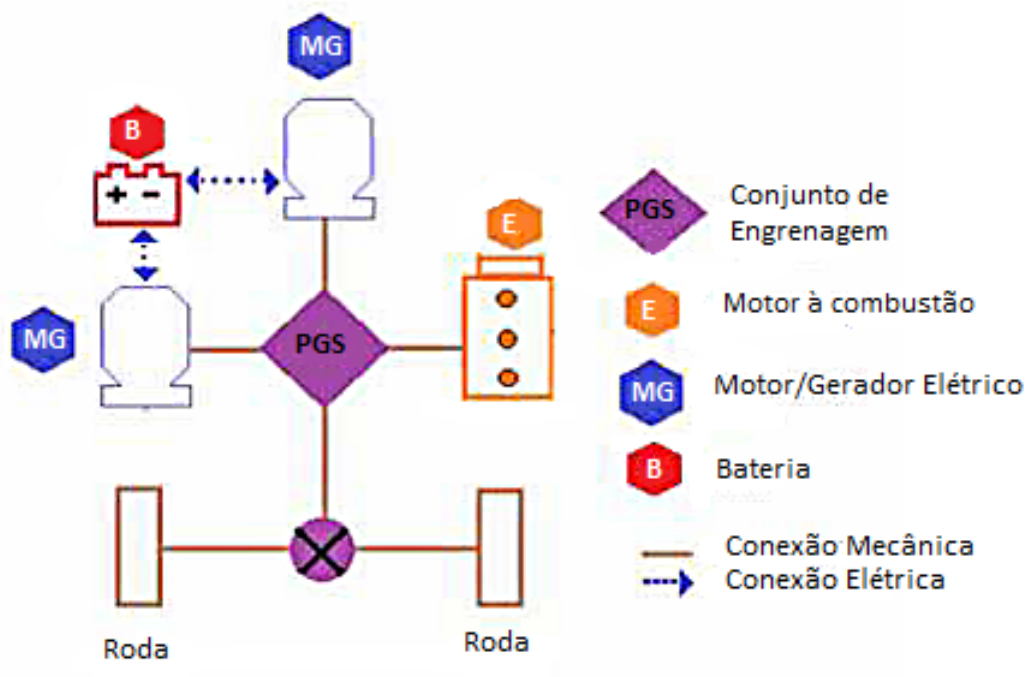 MG
B
+ -
E
PGS
Conjunto de
Engrenagem
E
Motor à combustão
MG
PGS
MG
Motor/Gerador Elétrico
B
Bateria
Conexão Mecânica
Conexão Elétrica
Roda
Roda